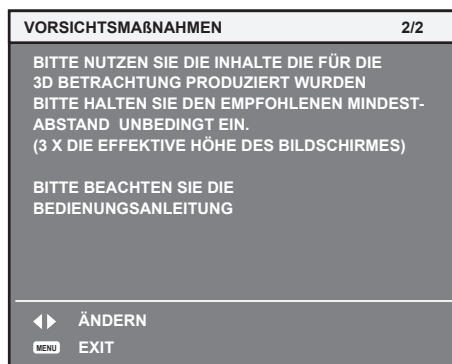 VORSICHTSMAßNAHMEN 2/2
BITTE NUTZEN SIE DIE INHALTE DIE FÜR DIE
3D BETRACHTUNG PRODUZIERT WURDEN
BITTE HALTEN SIE DEN EMPFOHLENEN MINDEST-
ABSTAND UNBEDINGT EIN.
(3 X DIE EFFEKTIVE HÖHE DES BILDSCHIRMES)
BITTE BEACHTEN SIE DIE
BEDIENUNGSANLEITUNG
ÄNDERN
MENU EXIT